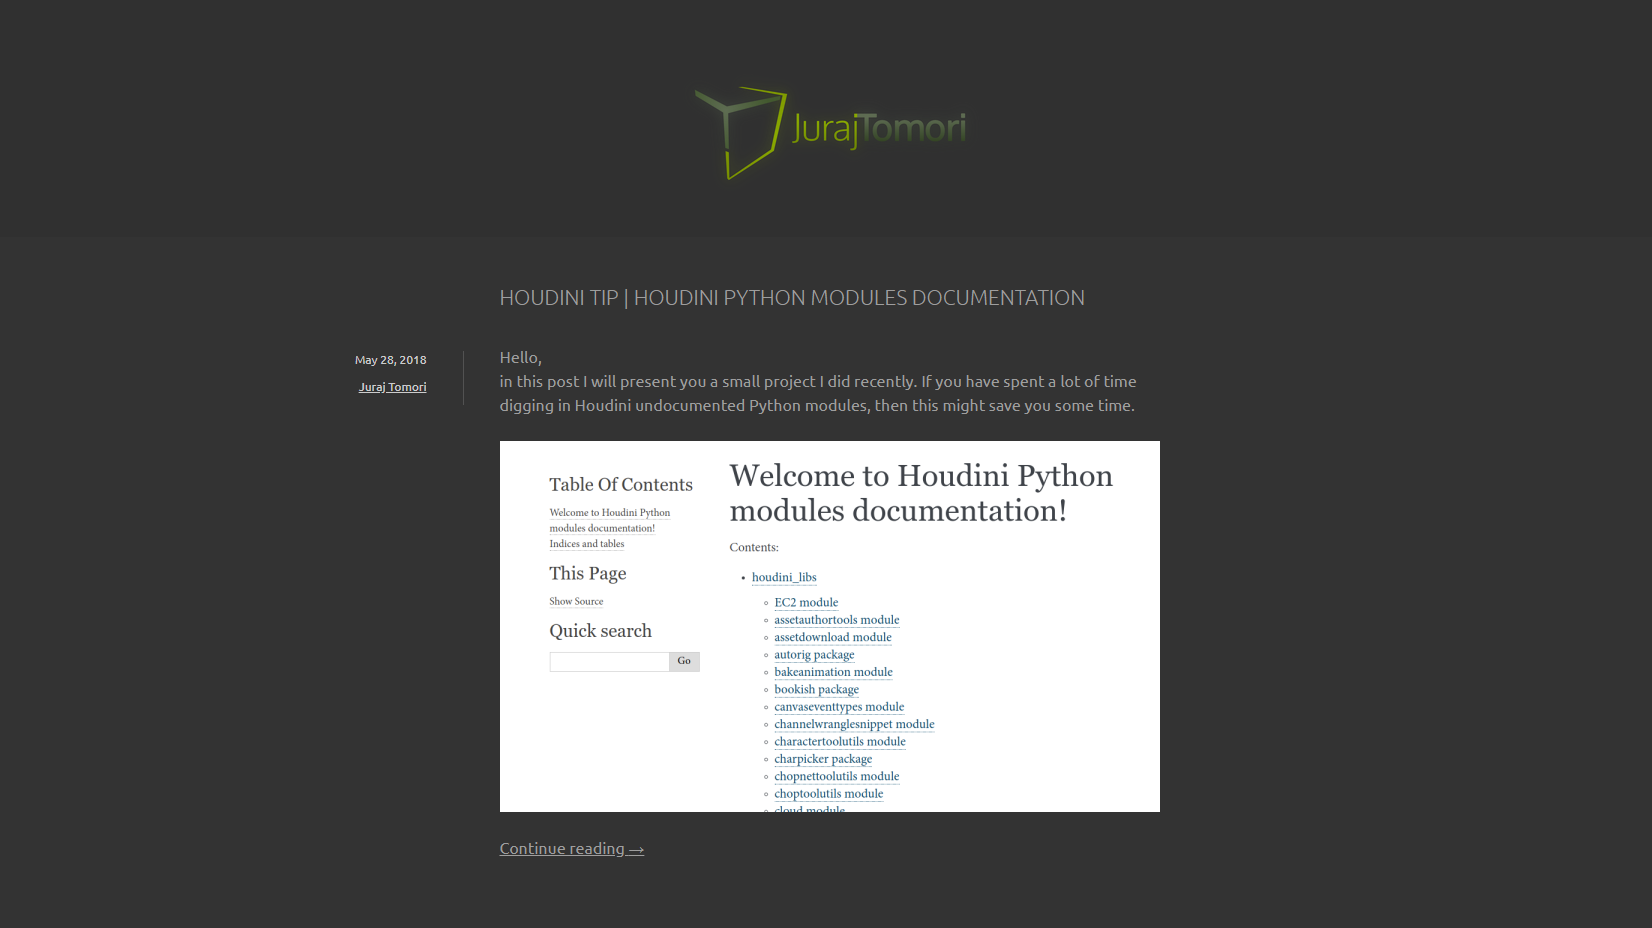 JurajTomori
HOUDINI TIP | HOUDINI PYTHON MODULES DOCUMENTATION
May 28, 2018
Juraj Tomori
Hello,
in this post I will present you a small project I did recently. If you have spent a lot of time
digging in Houdini undocumented Python modules, then this might save you some time.
Table Of Contents
Welcome to Houdini Python
modules documentation!
Indices and tables
This Page
Show Source
Quick search
Go
Welcome to Houdini Python
modules documentation!
Contents:
• houdini_libs
◦ EC2 module
◦ assetauthortools module
◦ assetdownload module
◦ autorig package
◦ bakeanimation module
◦ bookish package
◦ canvaseventtypes module
◦ channelwranglesnippet module
◦ charactertoolutils module
◦ charpicker package
◦ chopnettoolutils module
◦ choptoolutils module
◦ cloud module
Continue reading →